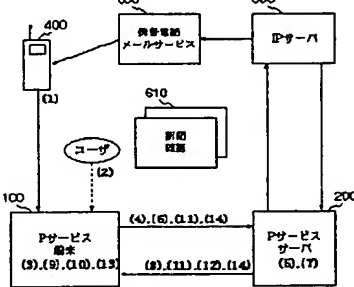 400
携帯電話
メールサービス
IPサーバ
(1)
610
新聞
雑誌
ユーザ
(2)
100
200
Pサービス
端末
(3)、(9)、(10)、(13)
(4)、(6)、(11)、(14)
(8)、(11)、(12)、(14)
Pサービス
サーバ
(5)、(7)